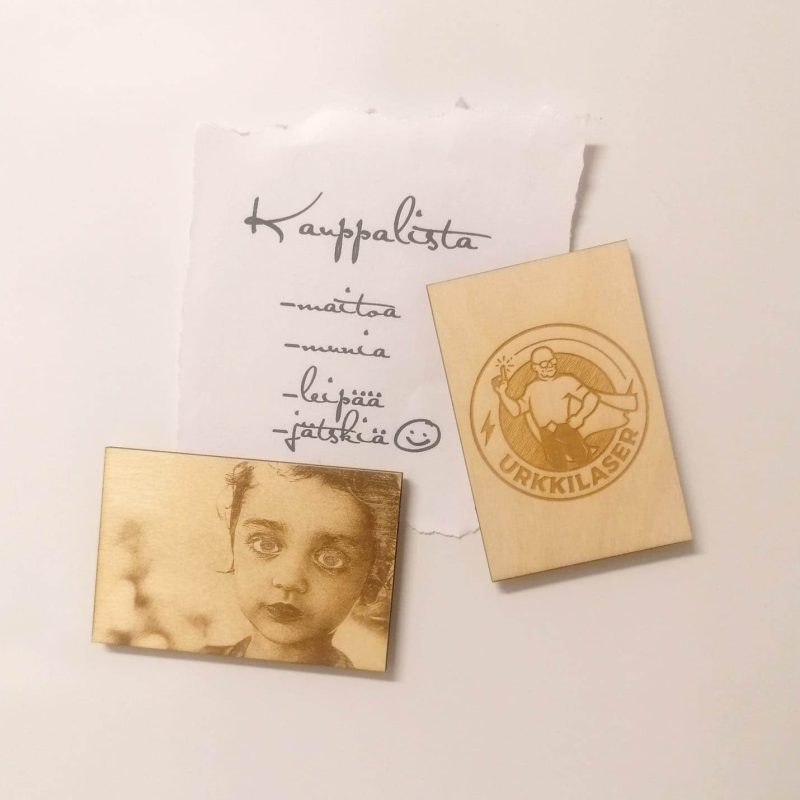 Kauppalista
-maitoa
-munia
-leipää
-jätskiä
URKKILASER